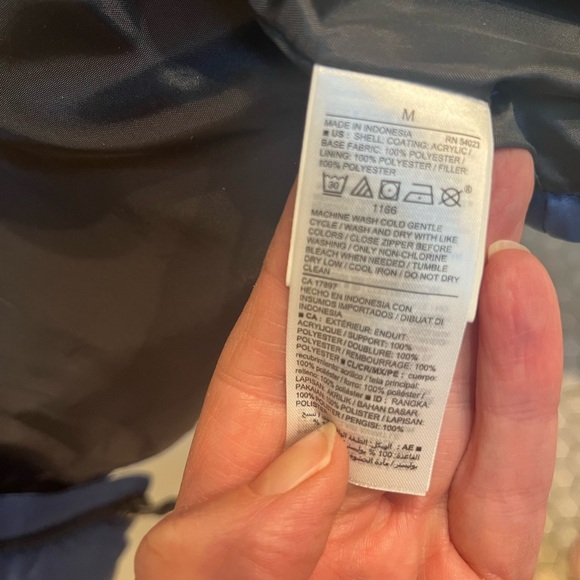 M
MADE IN INDONESIA RN 54023
■ US : SHELL: COATING: ACRYLIC /
BASE FABRIC: 100% POLYESTER /
LINING: 100% POLYESTER / FILLER:
100% POLYESTER
30
1166
MACHINE WASH COLD GENTLE
CYCLE / WASH AND DRY WITH LIKE
COLORS / CLOSE ZIPPER BEFORE
WASHING / ONLY NON-CHLORINE
BLEACH WHEN NEEDED / TUMBLE
DRY LOW / COOL IRON / DO NOT DRY
CLEAN
CA 17897
HECHO EN INDONESIA CON
INSUMOS IMPORTADOS / DIBUAT DI
INDONESIA
■ CA : EXTÉRIEUR: ENDUIT:
ACRYLIQUE / SUPPORT: 100%
POLYESTER / DOUBLURE: 100%
POLYESTER / REMBOURRAGE: 100%
POLYESTER ■ CL/CR/MX/PE : cuerpo:
recubrimiento: acrílico / tela principal:
100% poliéster / forro: 100% poliéster /
relleno: 100% poliéster ■ ID : RANGKA:
LAPISAN: AKRILIK / BAHAN DASAR:
100% POLISTER / LAPISAN:
POLYESTER / PENGISI: 100%
■ AE :